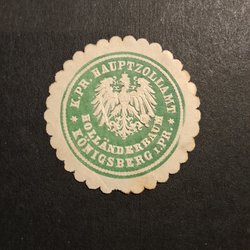 * K. PR. HAUPTZOLLAMT *
HOLLÄNDERBAUM
KÖNIGSBERG I. PR.